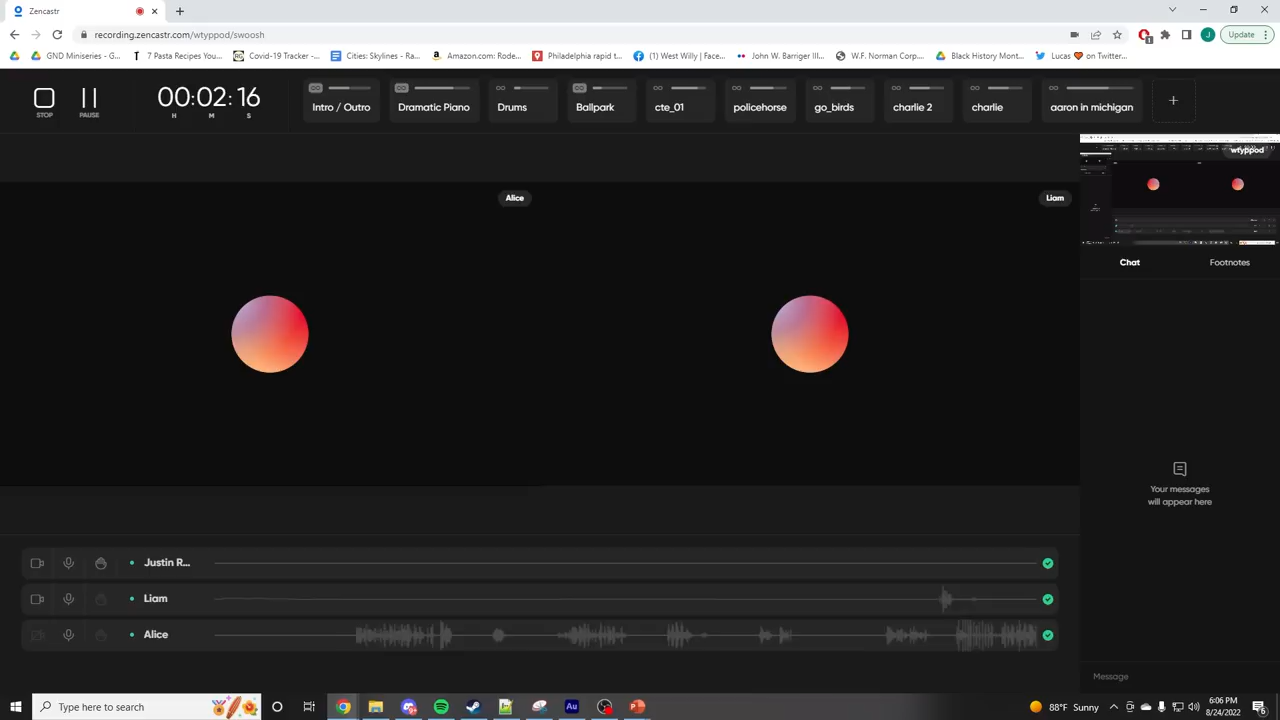 Zencastr
recording.zencastr.com/wtyppod/swoosh
1
J
Update
GND Miniseries - G...
7 Pasta Recipes You...
Covid-19 Tracker -...
Cities: Skylines - Ra...
Amazon.com: Rode...
Philadelphia rapid t...
(1) West Willy | Face...
John W. Barriger III...
W.F. Norman Corp....
Black History Mont...
Lucas 🧡 on Twitter...
STOP
PAUSE
00:02:16
H M S
Intro / Outro
Dramatic Piano
Drums
Ballpark
cte_01
policehorse
go_birds
charlie 2
charlie
aaron in michigan
wtyppod
Alice
Liam
Chat
Footnotes
Your messages
will appear here
Justin R...
Liam
Alice
Message
Type here to search
Au
88°F Sunny
6:06 PM
8/24/2022